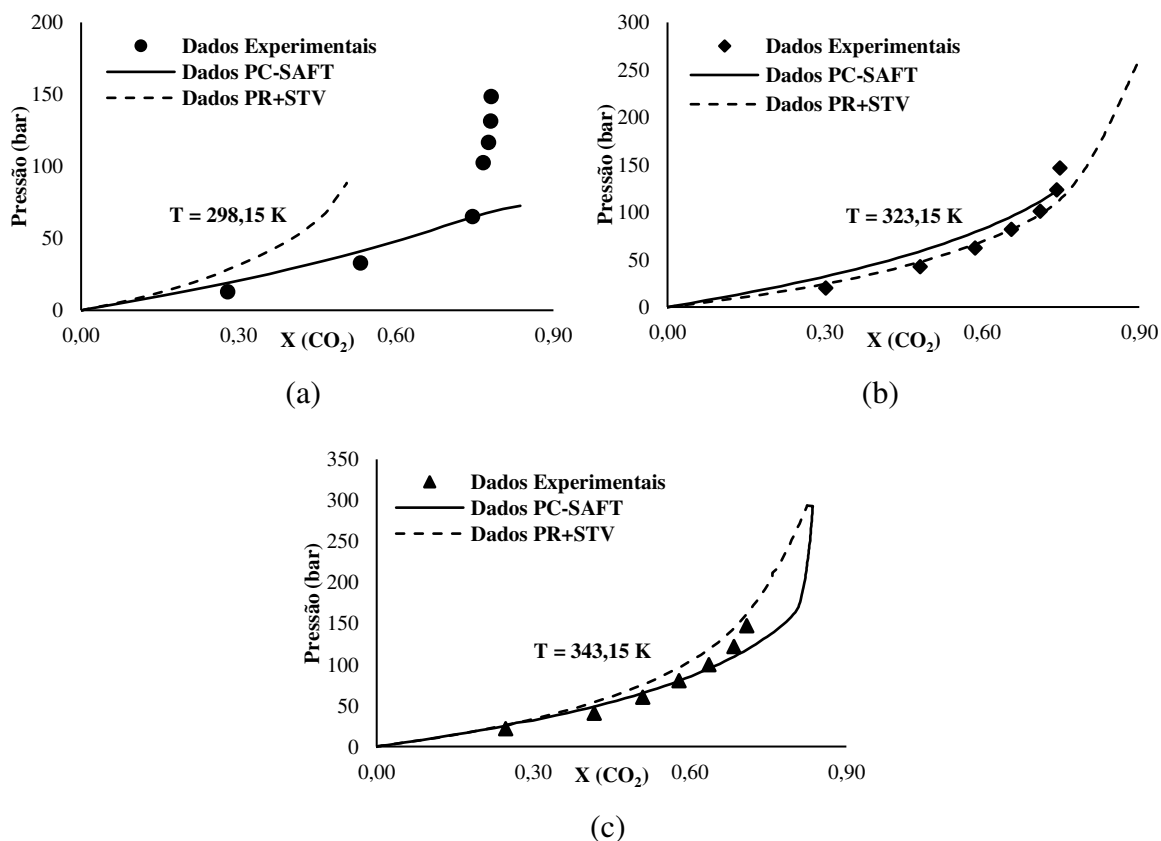 200
150
100
50
0
Pressão (bar)
Dados Experimentais
Dados PC-SAFT
Dados PR+STV
T = 298,15 K
0,00
0,30
0,60
0,90
X (CO₂)
(a)
300
250
200
150
100
50
0
Pressão (bar)
Dados Experimentais
Dados PC-SAFT
Dados PR+STV
T = 323,15 K
0,00
0,30
0,60
0,90
X (CO₂)
(b)
350
300
250
200
150
100
50
0
Pressão (bar)
Dados Experimentais
Dados PC-SAFT
Dados PR+STV
T = 343,15 K
0,00
0,30
0,60
0,90
X (CO₂)
(c)